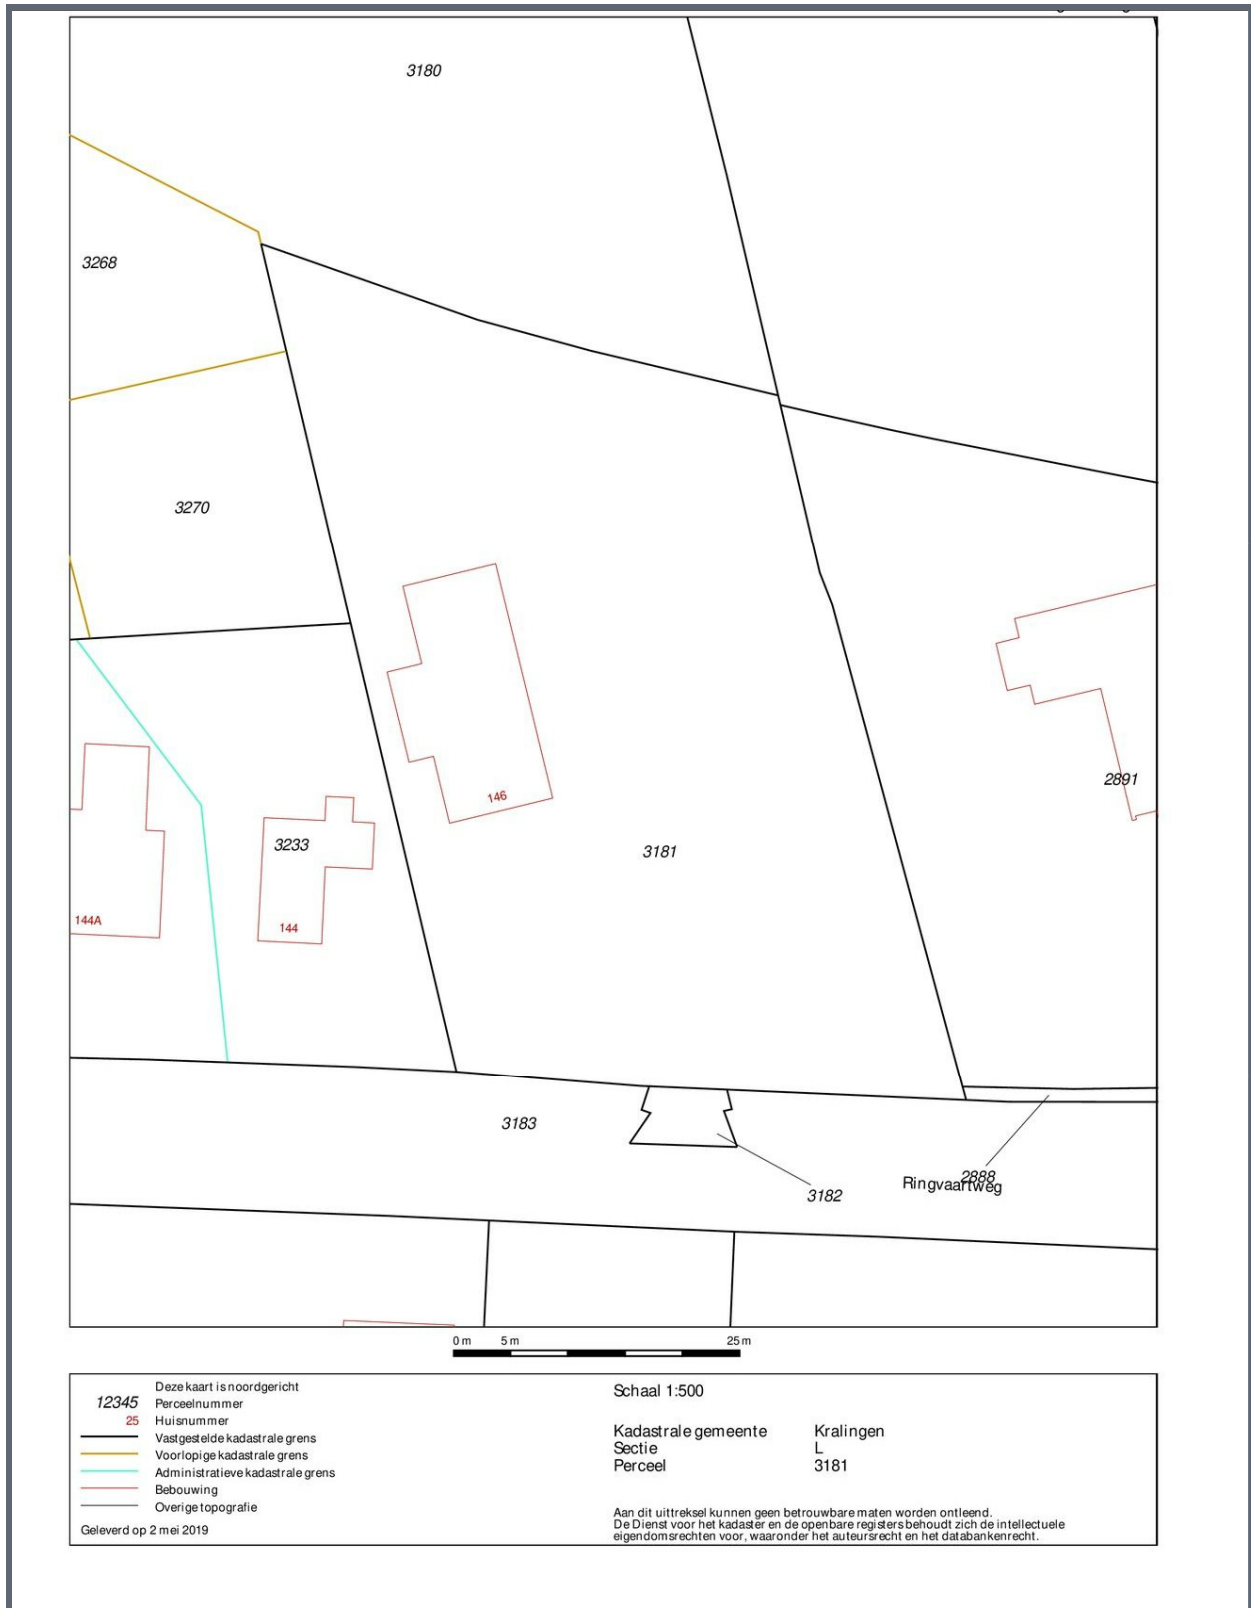 3180
3268
3270
146
2891
3233
3181
144A
144
3183
2888
Ringvaartweg
3182
0 m 5 m 25 m
Deze kaart is noordgericht
12345 Perceelnummer
25 Huisnummer
Vastgestelde kadastrale grens
Voorlopige kadastrale grens
Administratieve kadastrale grens
Bebouwing
Overige topografie
Geleverd op 2 mei 2019
Schaal 1:500
Kadastrale gemeente Kralingen
Sectie L
Perceel 3181
Aan dit uittreksel kunnen geen betrouwbare maten worden ontleend.
De Dienst voor het kadaster en de openbare registers behoudt zich de intellectuele
eigendomsrechten voor, waaronder het auteursrecht en het databankenrecht.